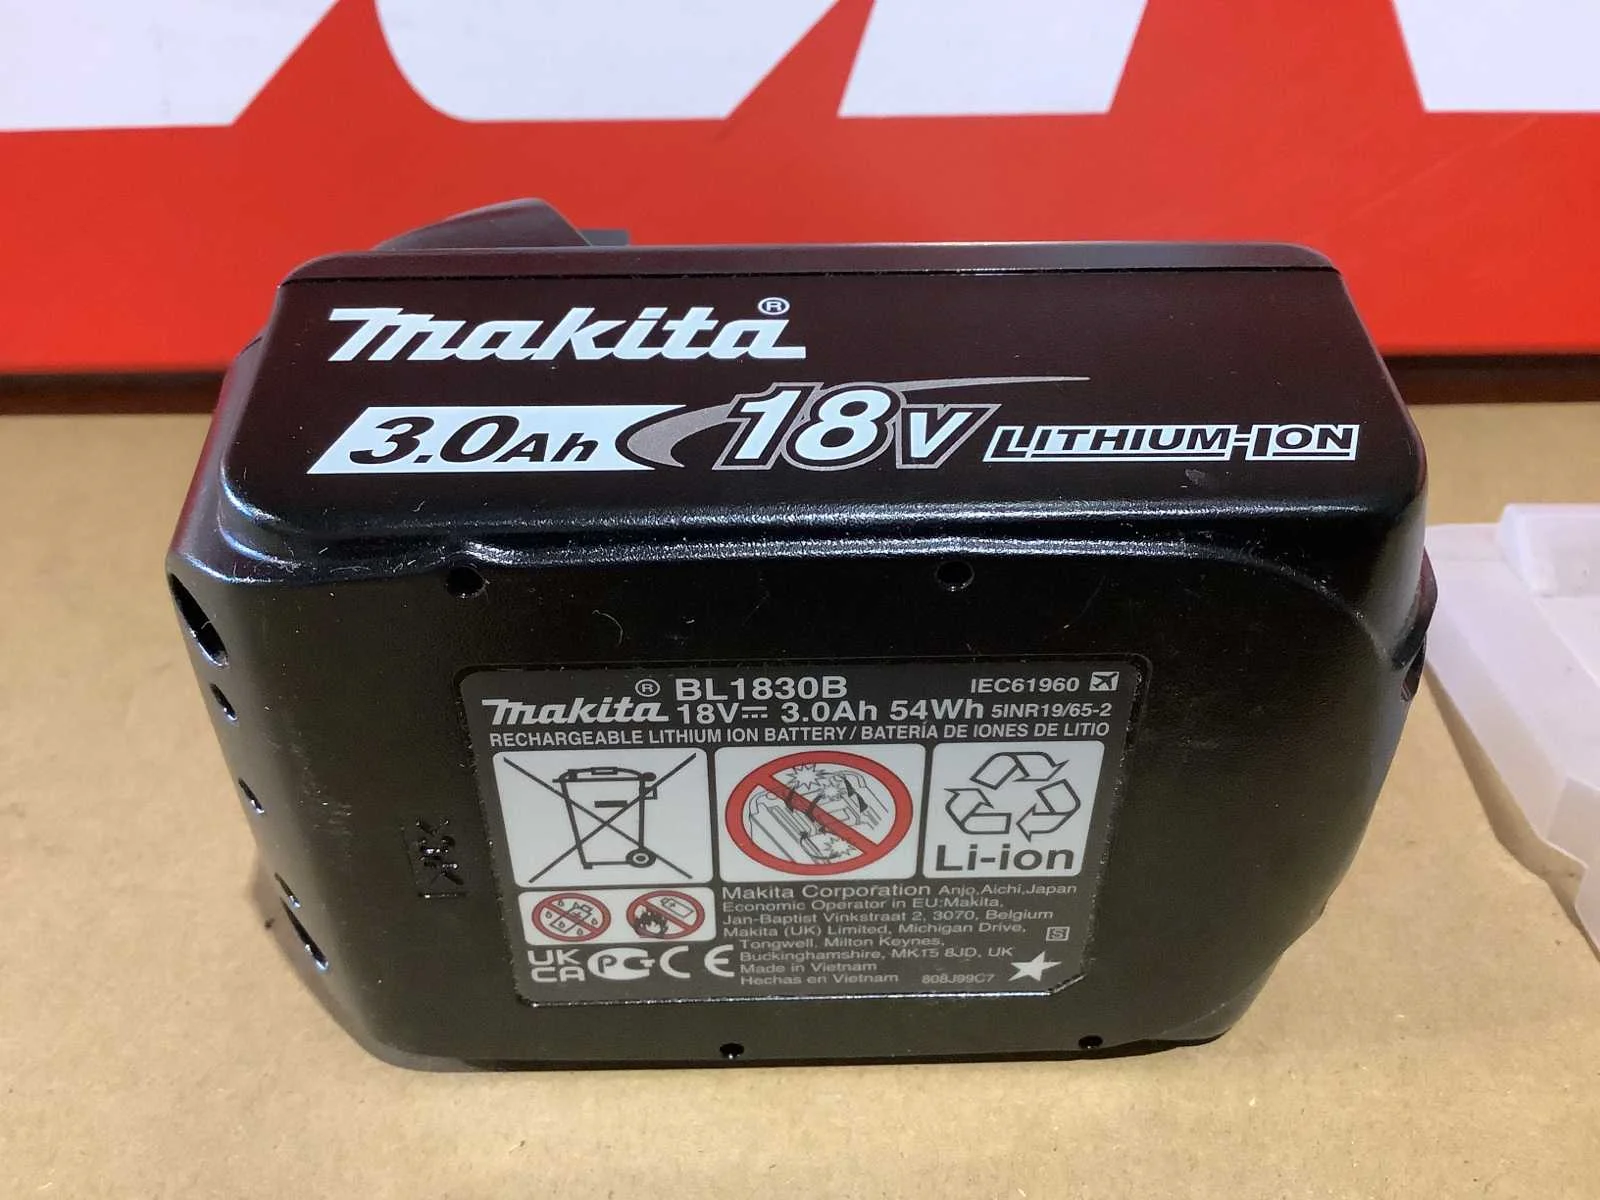 makita®
3.0Ah 18V LITHIUM-ION
makita® BL1830B IEC61960
18V 3.0Ah 54Wh 5INR19/65-2
RECHARGEABLE LITHIUM ION BATTERY / BATERÍA DE IONES DE LITIO
Li-ion
Makita Corporation Anjo,Aichi,Japan
Economic Operator in EU:Makita,
Jan-Baptist Vinkstraat 2, 3070, Belgium
Makita (UK) Limited, Michigan Drive,
Tongwell, Milton Keynes,
Buckinghamshire, MK15 8JD, UK
Made in Vietnam
Hechas en Vietnam 808J99C7
S
UK
CA CE